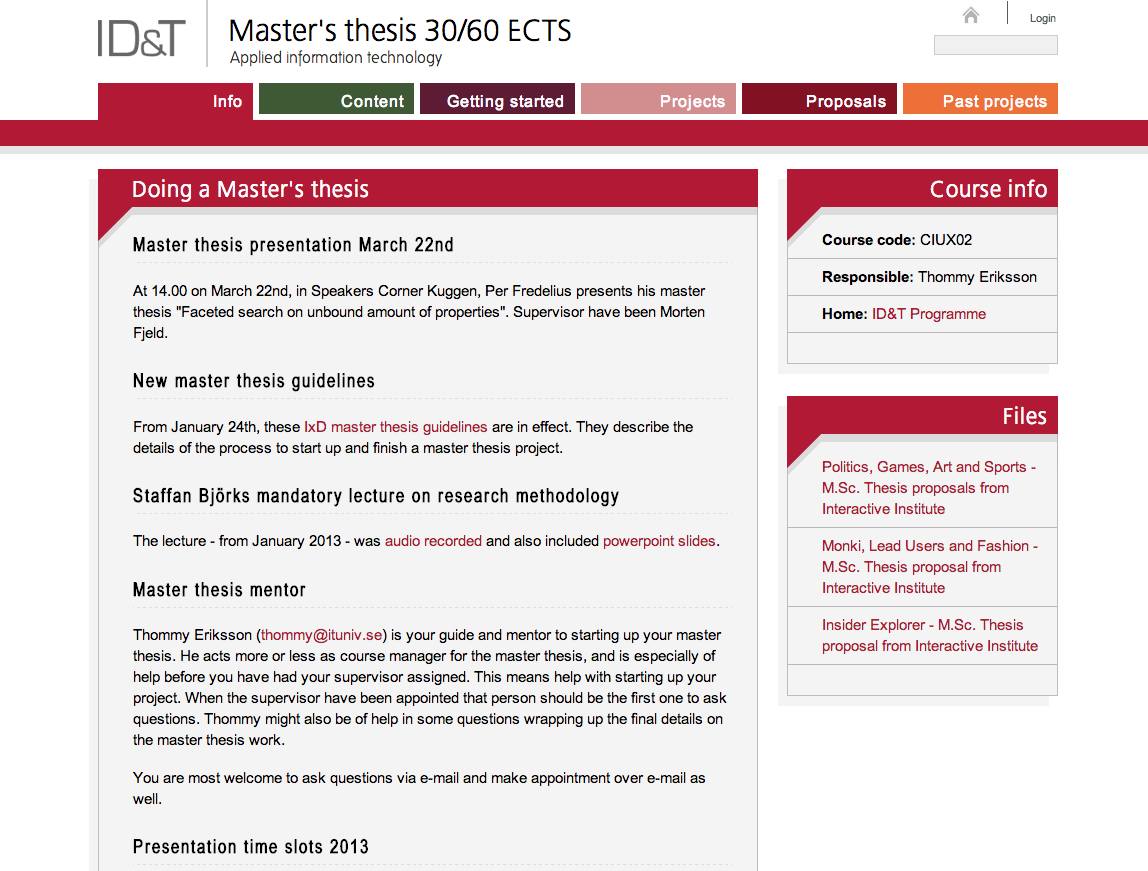 ID&T
Master's thesis 30/60 ECTS
Applied information technology
Login
Info
Content
Getting started
Projects
Proposals
Past projects
Doing a Master's thesis
Master thesis presentation March 22nd
At 14.00 on March 22nd, in Speakers Corner Kuggen, Per Fredelius presents his master
thesis "Faceted search on unbound amount of properties". Supervisor have been Morten
Fjeld.
New master thesis guidelines
From January 24th, these IxD master thesis guidelines are in effect. They describe the
details of the process to start up and finish a master thesis project.
Staffan Björks mandatory lecture on research methodology
The lecture - from January 2013 - was audio recorded and also included powerpoint slides.
Master thesis mentor
Thommy Eriksson (thommy@ituniv.se) is your guide and mentor to starting up your master
thesis. He acts more or less as course manager for the master thesis, and is especially of
help before you have had your supervisor assigned. This means help with starting up your
project. When the supervisor have been appointed that person should be the first one to ask
questions. Thommy might also be of help in some questions wrapping up the final details on
the master thesis work.
You are most welcome to ask questions via e-mail and make appointment over e-mail as
well.
Presentation time slots 2013
Course info
Course code: CIUX02
Responsible: Thommy Eriksson
Home: ID&T Programme
Files
Politics, Games, Art and Sports -
M.Sc. Thesis proposals from
Interactive Institute
Monki, Lead Users and Fashion -
M.Sc. Thesis proposal from
Interactive Institute
Insider Explorer - M.Sc. Thesis
proposal from Interactive Institute